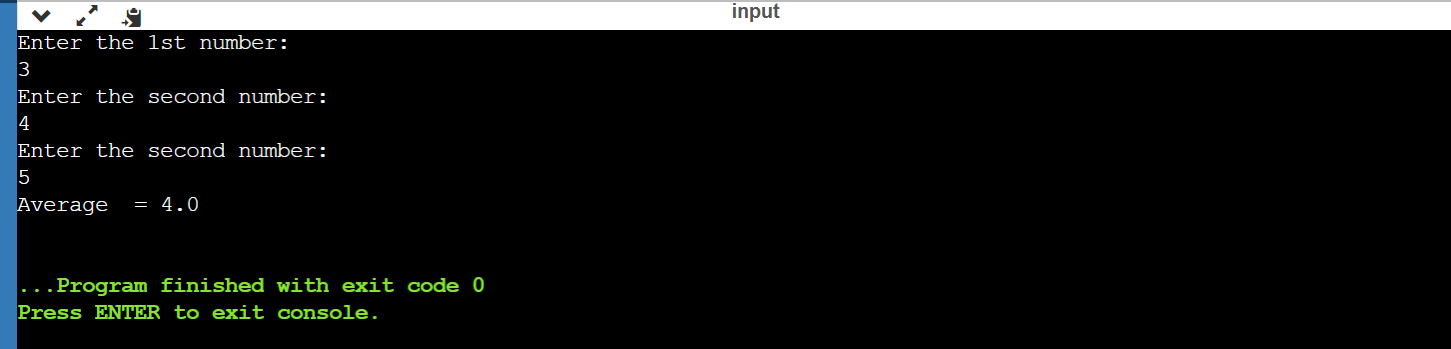 input
Enter the 1st number:
3
Enter the second number:
4
Enter the second number:
5
Average  = 4.0
...Program finished with exit code 0
Press ENTER to exit console.